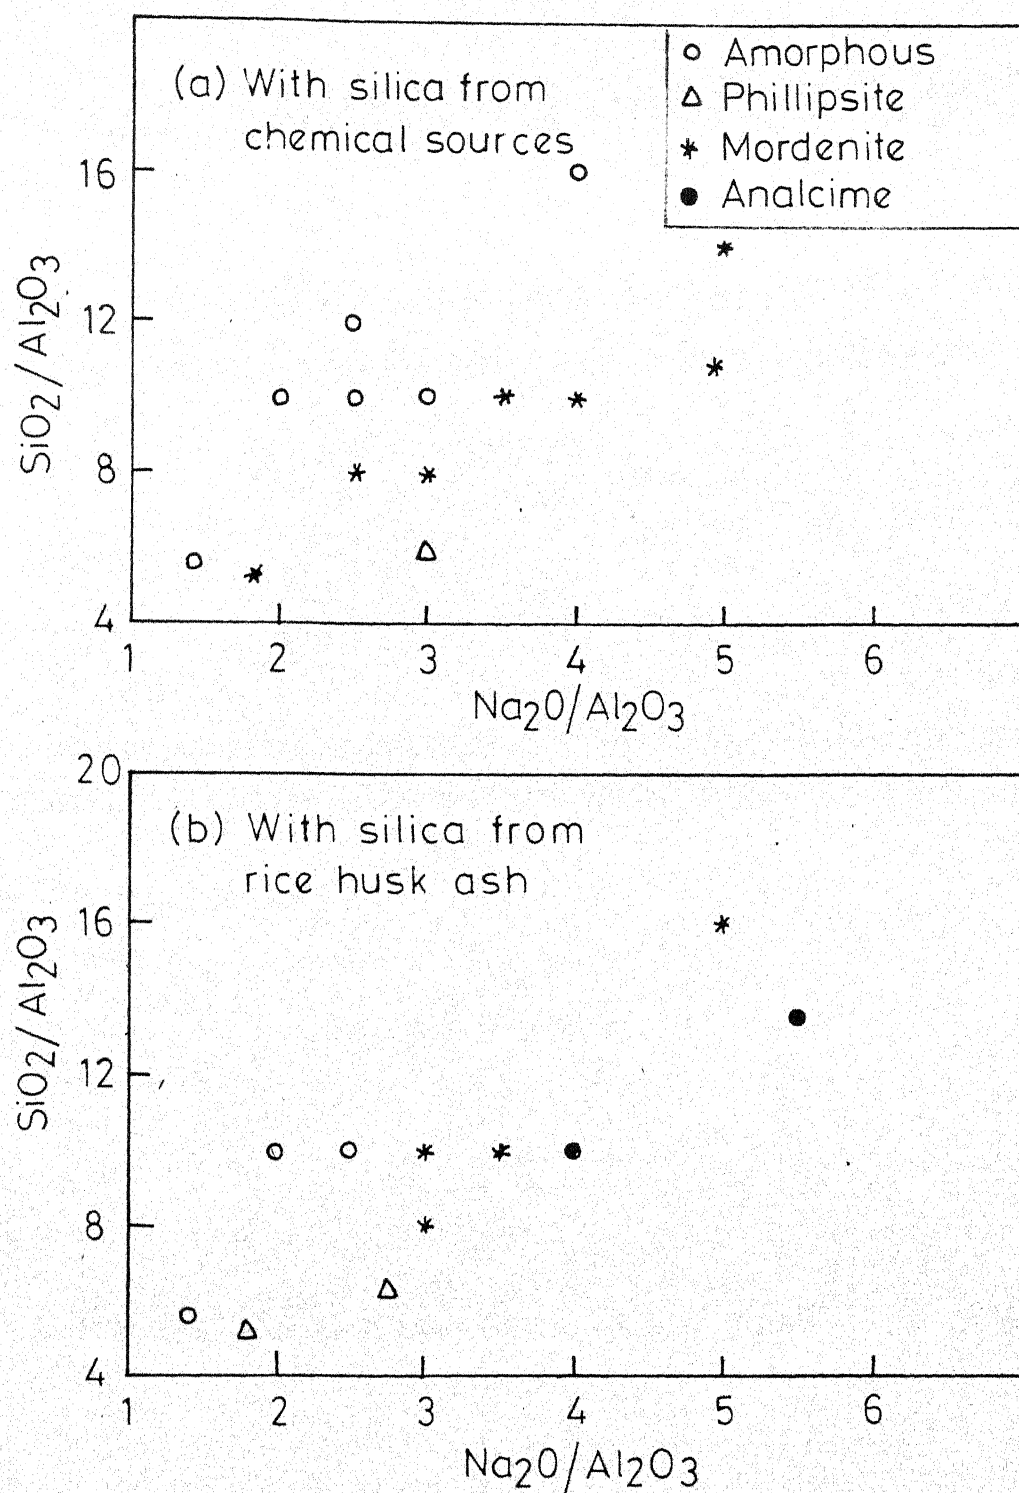 (a) With silica from
chemical sources
○ Amorphous
△ Phillipsite
* Mordenite
● Analcime
SiO2/Al2O3
16
12
8
4
1 2 3 4 5 6
Na2O/Al2O3
(b) With silica from
rice husk ash
SiO2/Al2O3
20
16
12
8
4
1 2 3 4 5 6
Na2O/Al2O3